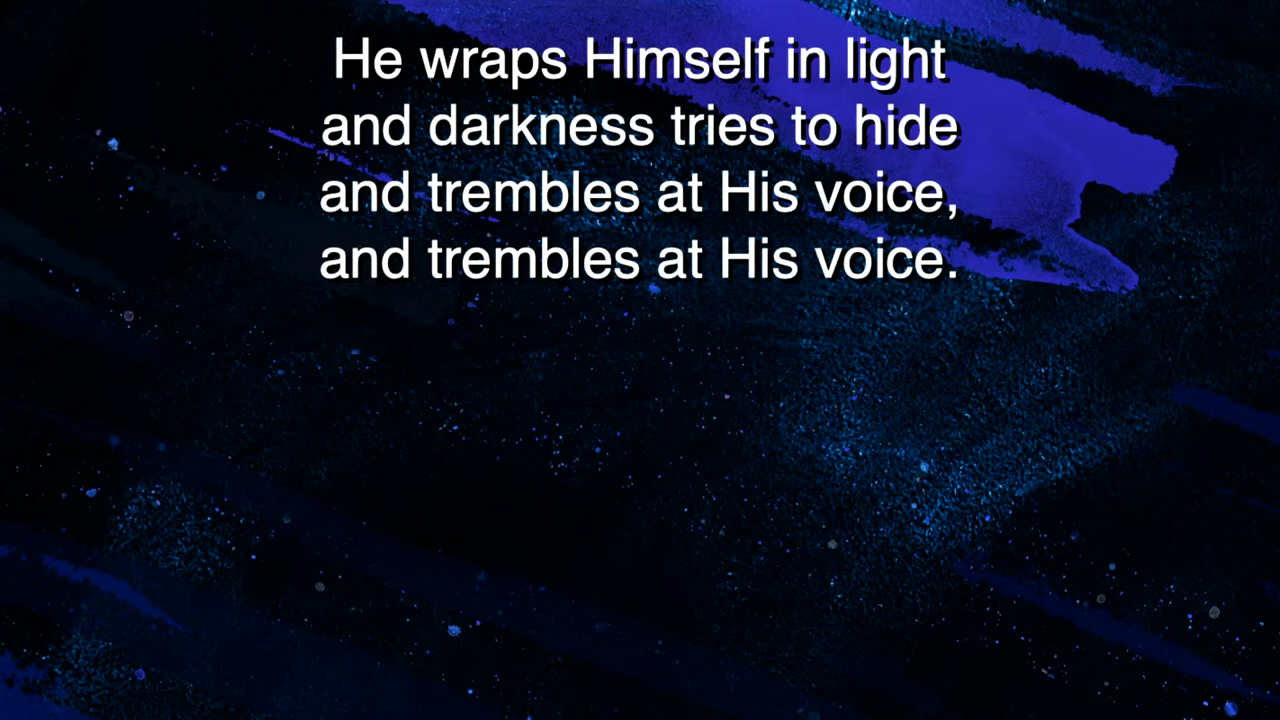 He wraps Himself in light
and darkness tries to hide
and trembles at His voice,
and trembles at His voice.